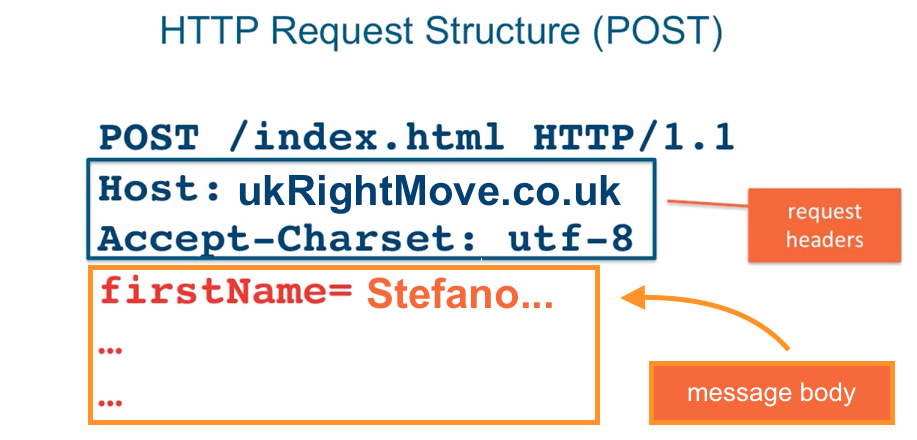 HTTP Request Structure (POST)
POST /index.html HTTP/1.1
Host: ukRightMove.co.uk
Accept-Charset: utf-8
request
headers
firstName= Stefano...
...
...
message body